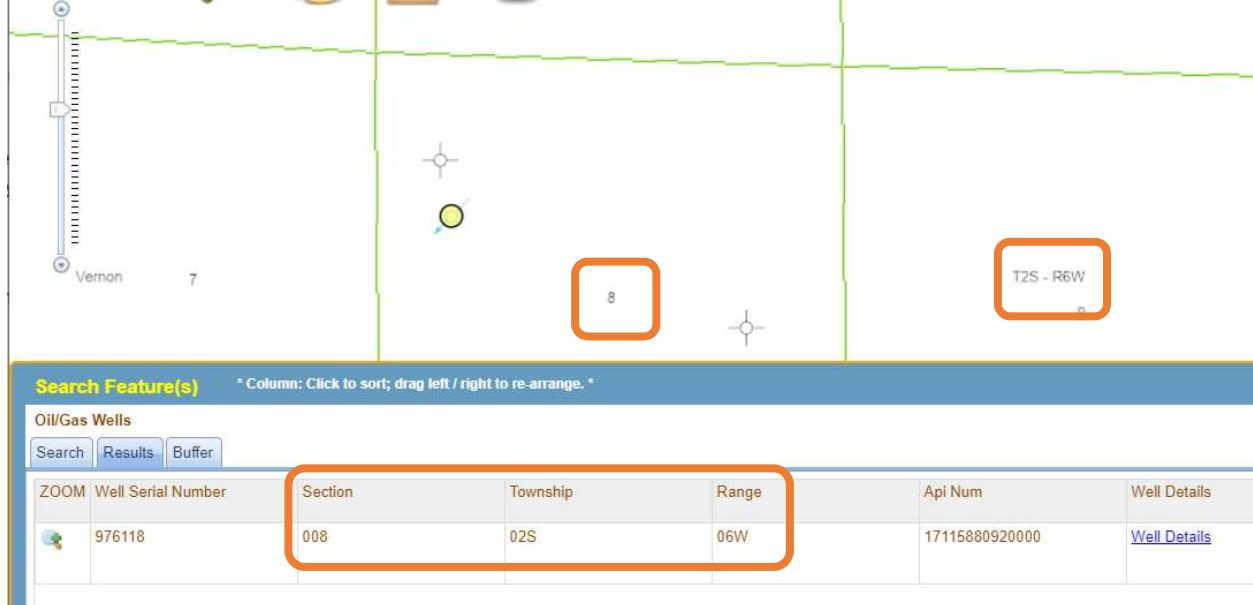 Vernon
7
8
T2S - R6W
Search Feature(s)
* Column: Click to sort; drag left / right to re-arrange. *
Oil/Gas Wells
Search Results Buffer
ZOOM Well Serial Number Section Township Range Api Num Well Details
976118 008 02S 06W 17115880920000 Well Details